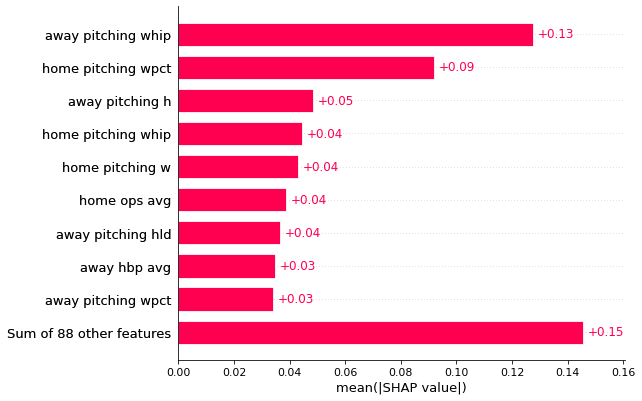 away pitching whip +0.13
home pitching wpct +0.09
away pitching h +0.05
home pitching whip +0.04
home pitching w +0.04
home ops avg +0.04
away pitching hld +0.04
away hbp avg +0.03
away pitching wpct +0.03
Sum of 88 other features +0.15
0.00 0.02 0.04 0.06 0.08 0.10 0.12 0.14 0.16
mean(|SHAP value|)